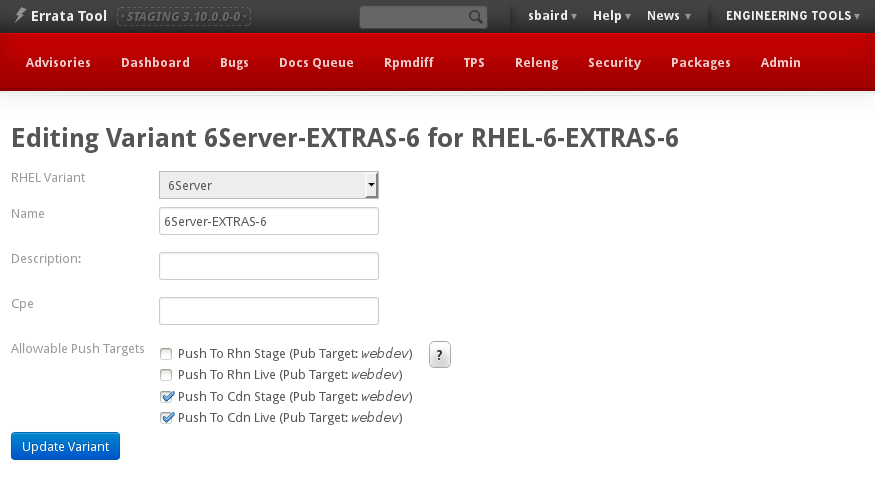 Errata Tool · STAGING 3.10.0.0-0 · sbaird ▾ Help ▾ News ▾ ENGINEERING TOOLS ▾
Advisories Dashboard Bugs Docs Queue Rpmdiff TPS Releng Security Packages Admin
Editing Variant 6Server-EXTRAS-6 for RHEL-6-EXTRAS-6
RHEL Variant 6Server
Name 6Server-EXTRAS-6
Description:
Cpe
Allowable Push Targets Push To Rhn Stage (Pub Target: webdev) ?
Push To Rhn Live (Pub Target: webdev)
Push To Cdn Stage (Pub Target: webdev)
Push To Cdn Live (Pub Target: webdev)
Update Variant